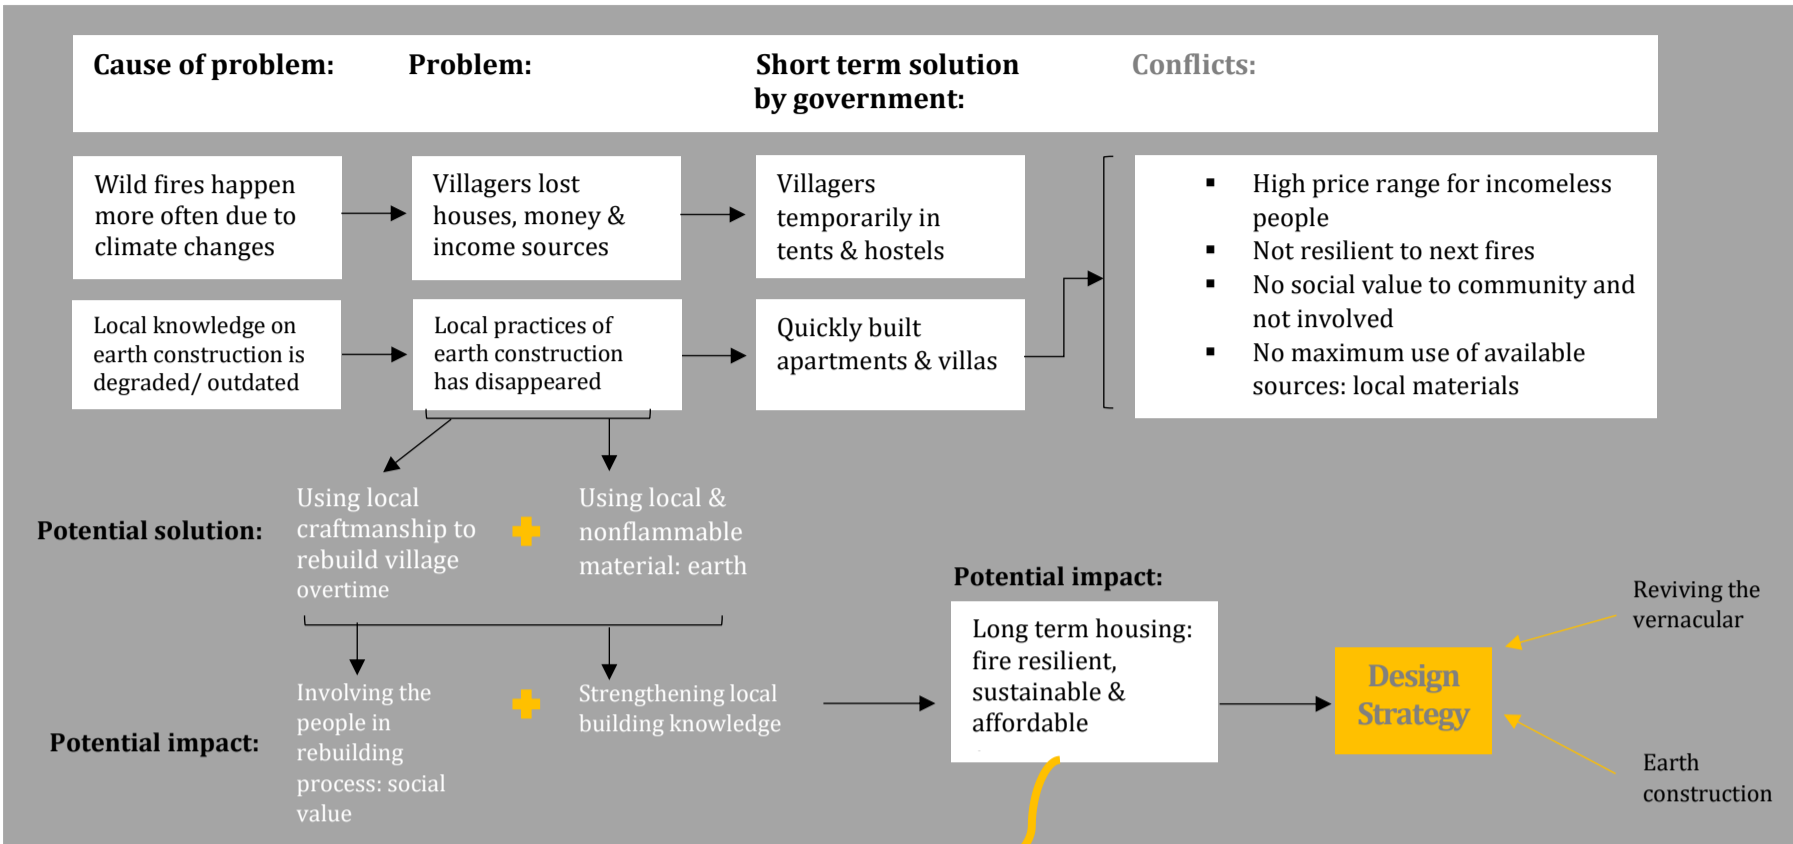 Cause of problem:
Problem:
Short term solution
by government:
Conflicts:
Wild fires happen
more often due to
climate changes
Villagers lost
houses, money &
income sources
Villagers
temporarily in
tents & hostels
▪ High price range for incomeless
people
▪ Not resilient to next fires
▪ No social value to community and
not involved
▪ No maximum use of available
sources: local materials
Local knowledge on
earth construction is
degraded/ outdated
Local practices of
earth construction
has disappeared
Quickly built
apartments & villas
Potential solution:
Using local
craftmanship to
rebuild village
overtime
Using local &
nonflammable
material: earth
Potential impact:
Involving the
people in
rebuilding
process: social
value
Strengthening local
building knowledge
Potential impact:
Long term housing:
fire resilient,
sustainable &
affordable
Design
Strategy
Reviving the
vernacular
Earth
construction